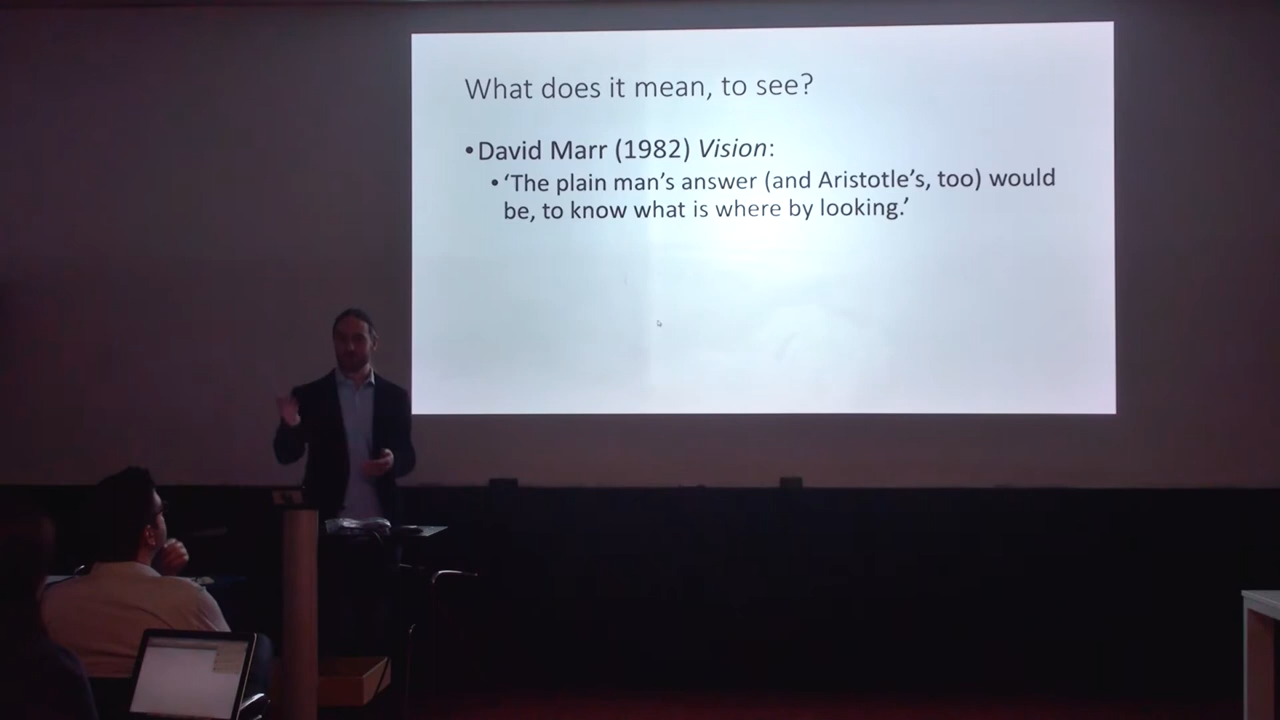 What does it mean, to see?
•David Marr (1982) Vision:
•‘The plain man’s answer (and Aristotle’s, too) would
be, to know what is where by looking.’